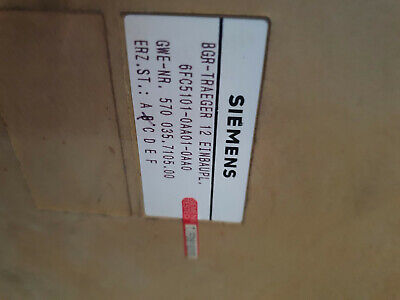 SIEMENS
BGR-TRAEGER 12 EINBAUPL.
6FC5101-0AA01-0AA0
GWE-NR. 570 035.7105.00
ERZ.ST.: A B C D E F